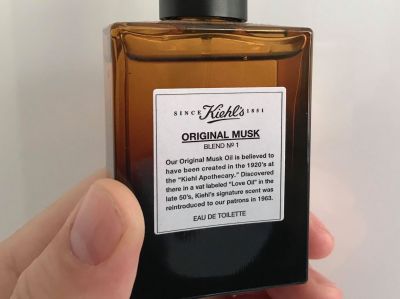 SINCE Kiehl's 1851
ORIGINAL MUSK
BLEND Nº 1
Our Original Musk Oil is believed to
have been created in the 1920's at
the "Kiehl Apothecary." Discovered
there in a vat labeled "Love Oil" in the
late 50's, Kiehl's signature scent was
reintroduced to our patrons in 1963.
EAU DE TOILETTE